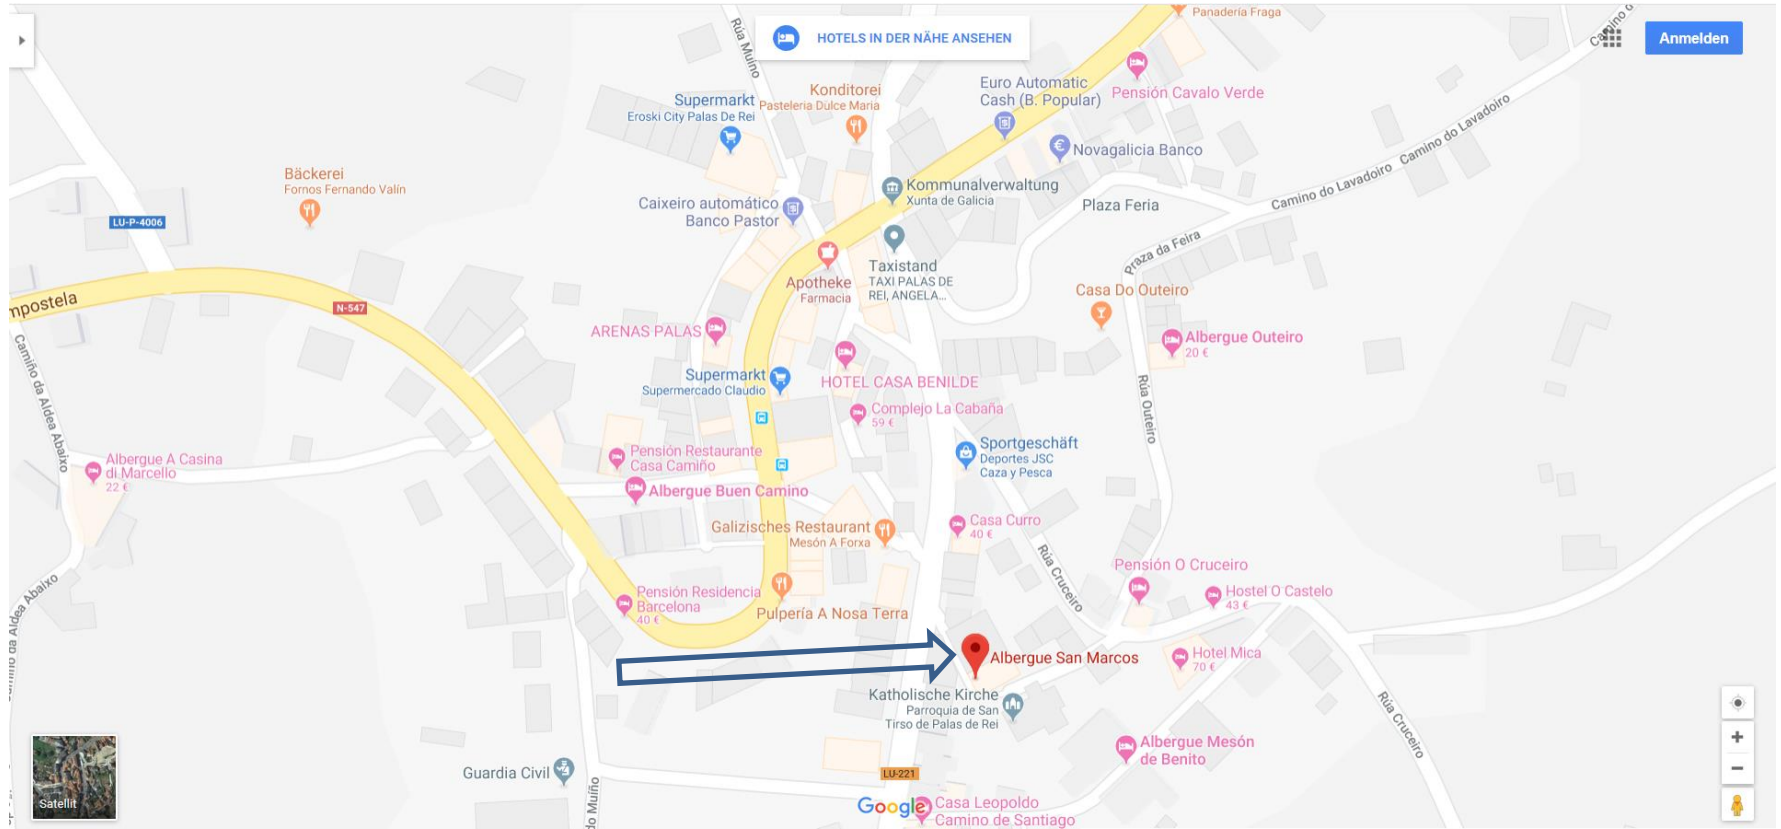 Panadería Fraga
HOTELS IN DER NÄHE ANSEHEN
Anmelden
Rúa Muíno
Konditorei
Pasteleria Dulce Maria
Supermarkt
Eroski City Palas De Rei
Euro Automatic
Cash (B. Popular)
Pensión Cavalo Verde
Camino do Lavadoiro
Camino do Lavadoiro
Camino do Lavadoiro
Novagalicia Banco
Bäckerei
Fornos Fernando Valín
LU-P-4006
Caixeiro automático
Banco Pastor
Kommunalverwaltung
Xunta de Galicia
Plaza Feria
Praza da Feira
Taxistand
TAXI PALAS DE
REI, ANGELA...
Apotheke
Farmacia
Casa Do Outeiro
mpostela
N-547
ARENAS PALAS
Albergue Outeiro
20 €
Camiño da Aldea Abaixo
HOTEL CASA BENILDE
Supermarkt
Supermercado Claudio
Complejo La Cabaña
59 €
Rúa Outeiro
Sportgeschäft
Deportes JSC
Caza y Pesca
Albergue A Casina
di Marcello
22 €
Pensión Restaurante
Casa Camiño
Albergue Buen Camino
Galizisches Restaurant
Mesón A Forxa
Casa Curro
40 €
Rúa Cruceiro
Pensión O Cruceiro
Hostel O Castelo
43 €
Pensión Residencia
Barcelona
40 €
Pulpería A Nosa Terra
Albergue San Marcos
Hotel Mica
70 €
Katholische Kirche
Parroquia de San
Tirso de Palas de Rei
Rúa Cruceiro
Albergue Mesón
de Benito
Guardia Civil
LU-221
do Muíño
Satellit
Google
Casa Leopoldo
Camino de Santiago